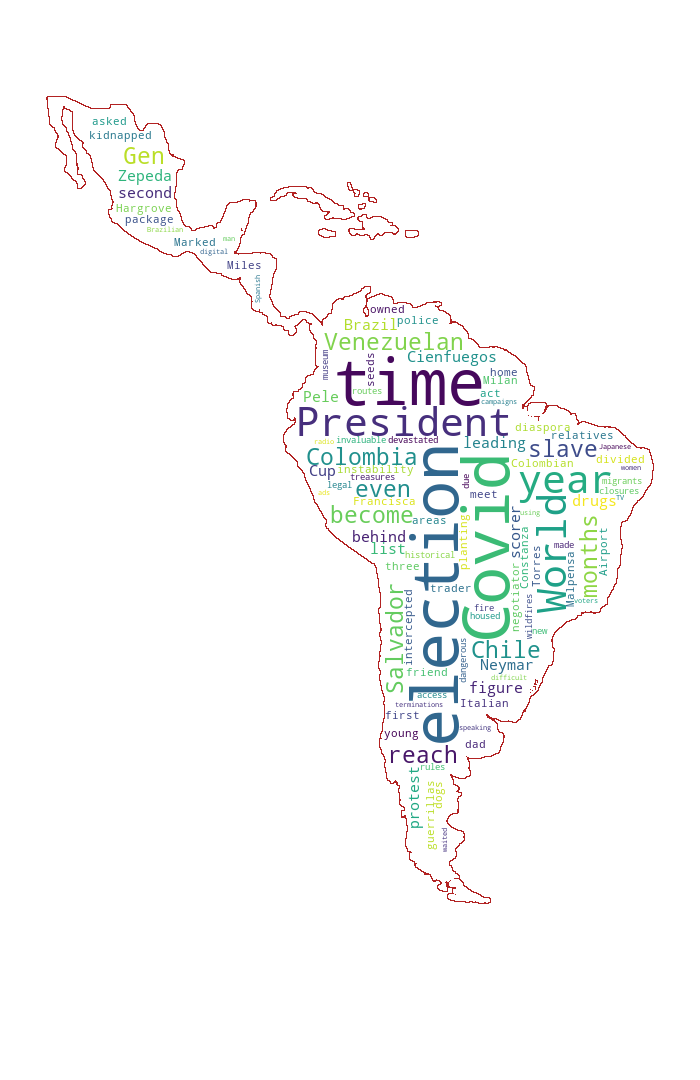 asked
kidnapped
Gen
Zepeda
second
Hargrove
package
Brazilian
Marked
man
digital
Miles
Spanish
owned
Brazil
police
Venezuelan
Cienfuegos
museum
seeds
time
home
Milan
Pele
routes
act
campaigns
President
diaspora
radio
invaluable
devastated
leading
relatives
slave
Japanese
Colombia
Colombian
divided
women
Cup
instability
treasures
election
Covid
due
year
migrants
legal
even
meet
closures
ads
Francisca
drugs
TV
become
areas
planting
scorer
using
World
months
behind
list
historical
Constanza
Torres
made
Malpensa
Airport
three
trader
negotiator
Salvador
intercepted
fire
housed
wildfires
voters
new
friend
dangerous
Chile
Neymar
difficult
access
figure
terminations
Italian
first
speaking
young
dad
reach
protest
rules
guerrillas
dogs
waited